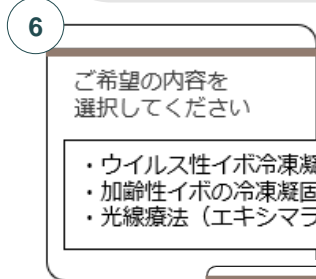 6
ご希望の内容を
選択してください
・ウイルス性イボ冷凍凝
・加齢性イボの冷凍凝固
・光線療法（エキシマラ